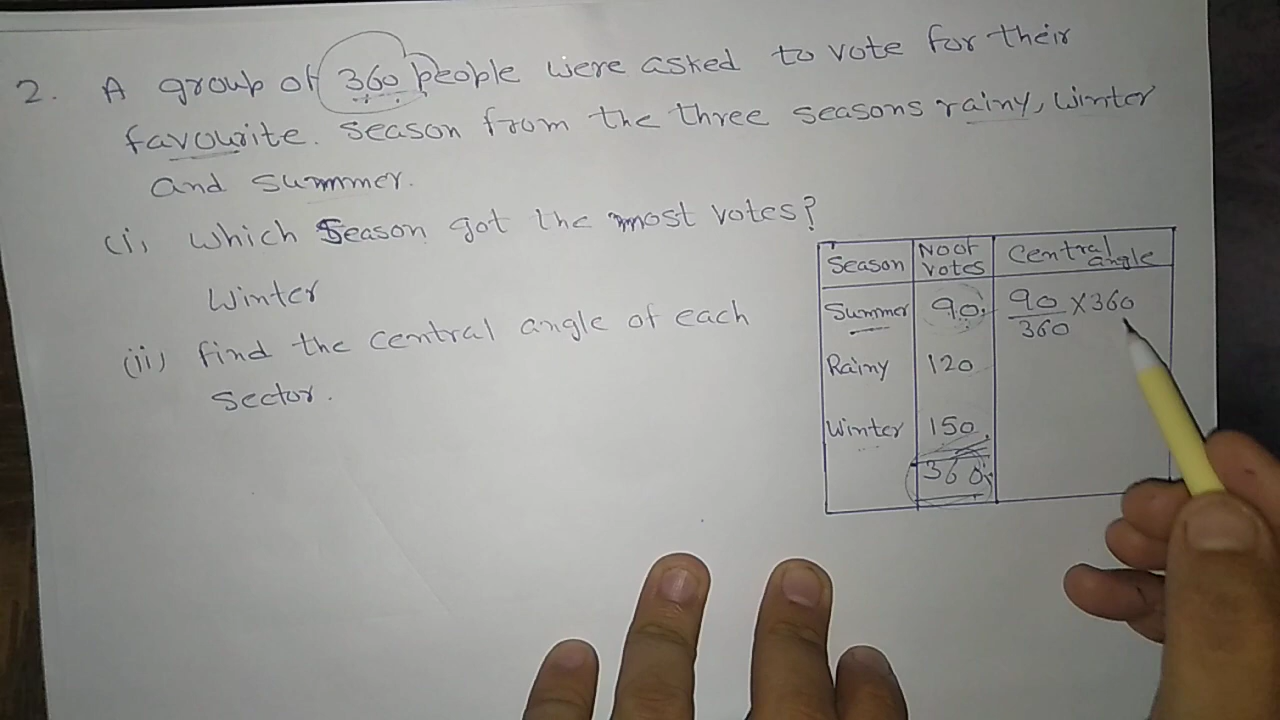 2. A group of 360 people were asked to vote for their
favourite. season from the three seasons rainy, winter
and summer.
(i) Which Season got the most votes?
Winter
(ii) find the central angle of each
sector.
Season No of votes Central angle
Summer 90 90/360 X 360
Rainy 120
Winter 150
360